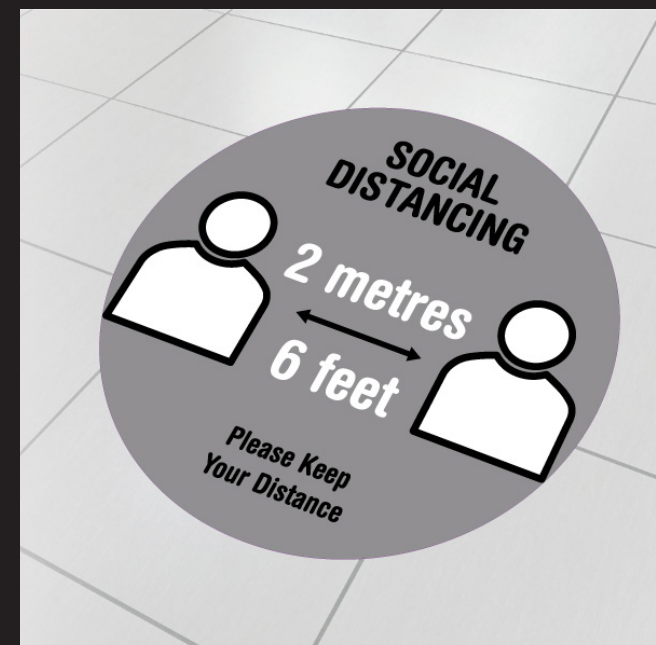 SOCIAL
DISTANCING
2 metres
6 feet
Please Keep
Your Distance